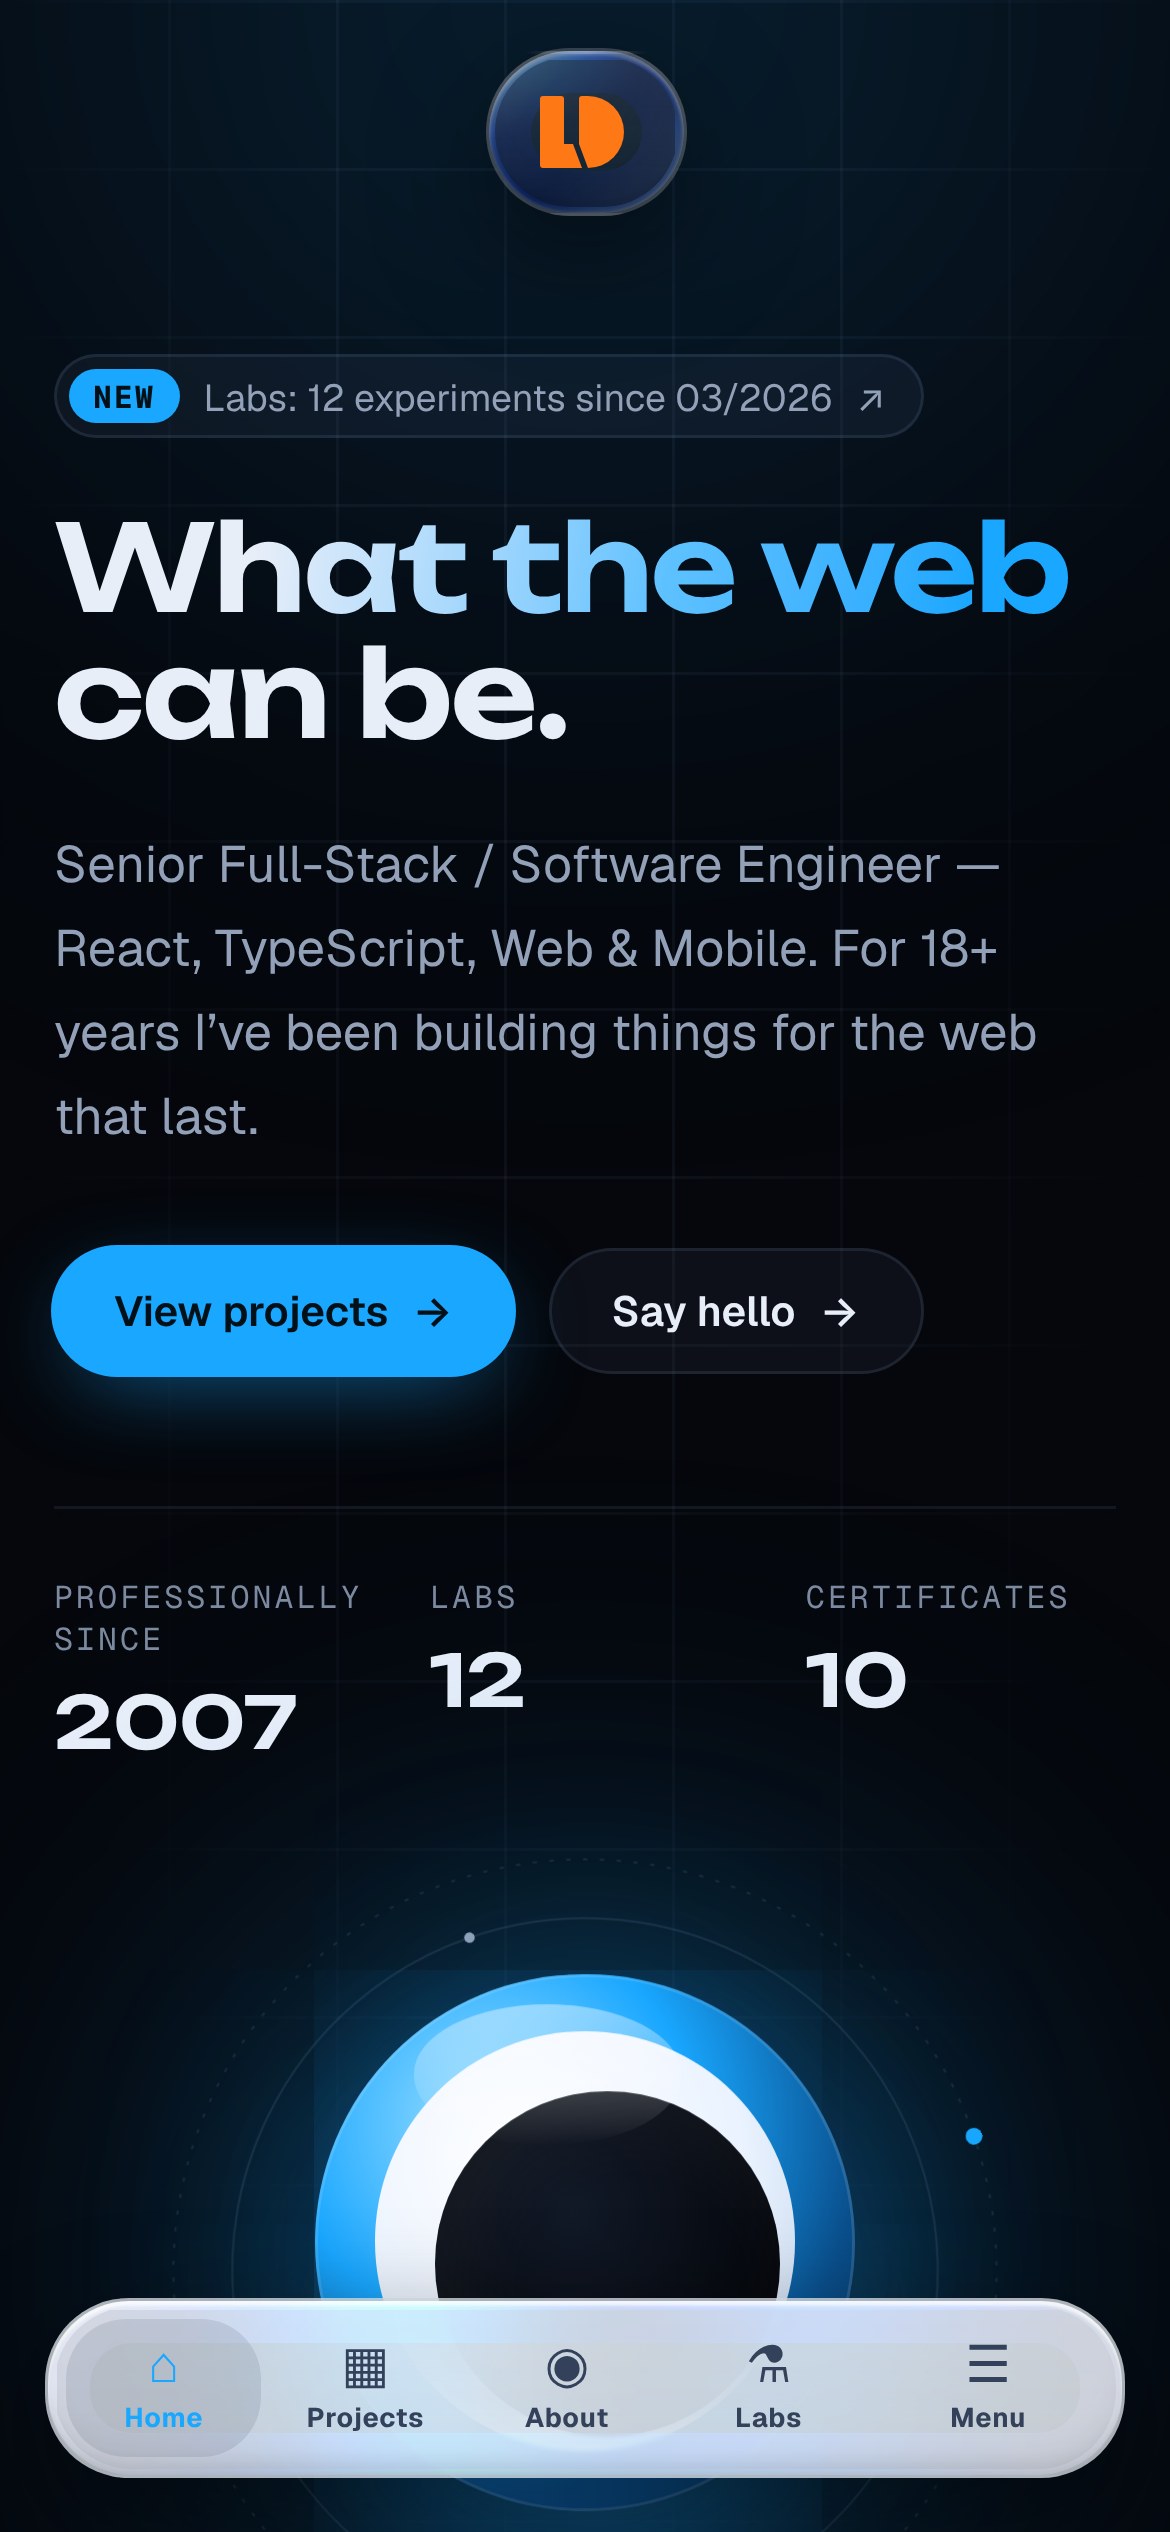 LD
NEW Labs: 12 experiments since 03/2026 ↗
What the web
can be.
Senior Full-Stack / Software Engineer —
React, TypeScript, Web & Mobile. For 18+
years I’ve been building things for the web
that last.
View projects →
Say hello →
PROFESSIONALLY
SINCE
2007
LABS
12
CERTIFICATES
10
Home
Projects
About
Labs
Menu